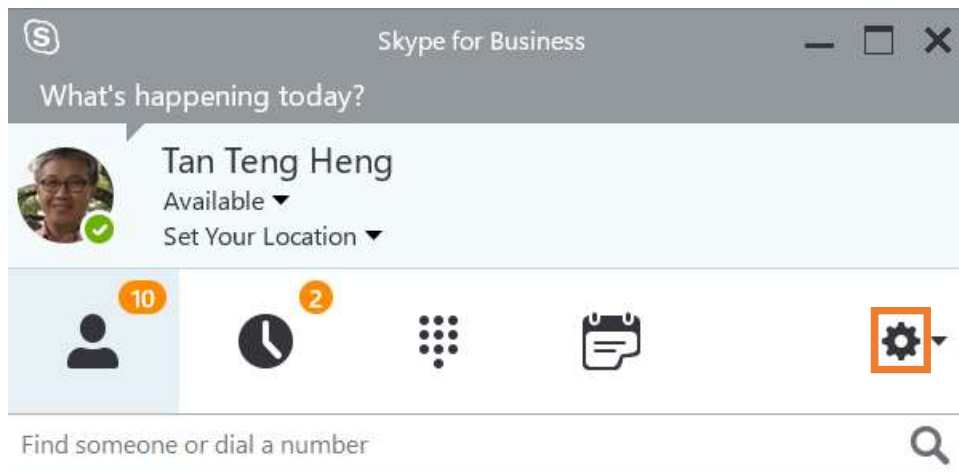 Skype for Business
What's happening today?
Tan Teng Heng
Available
Set Your Location
10
2
Find someone or dial a number